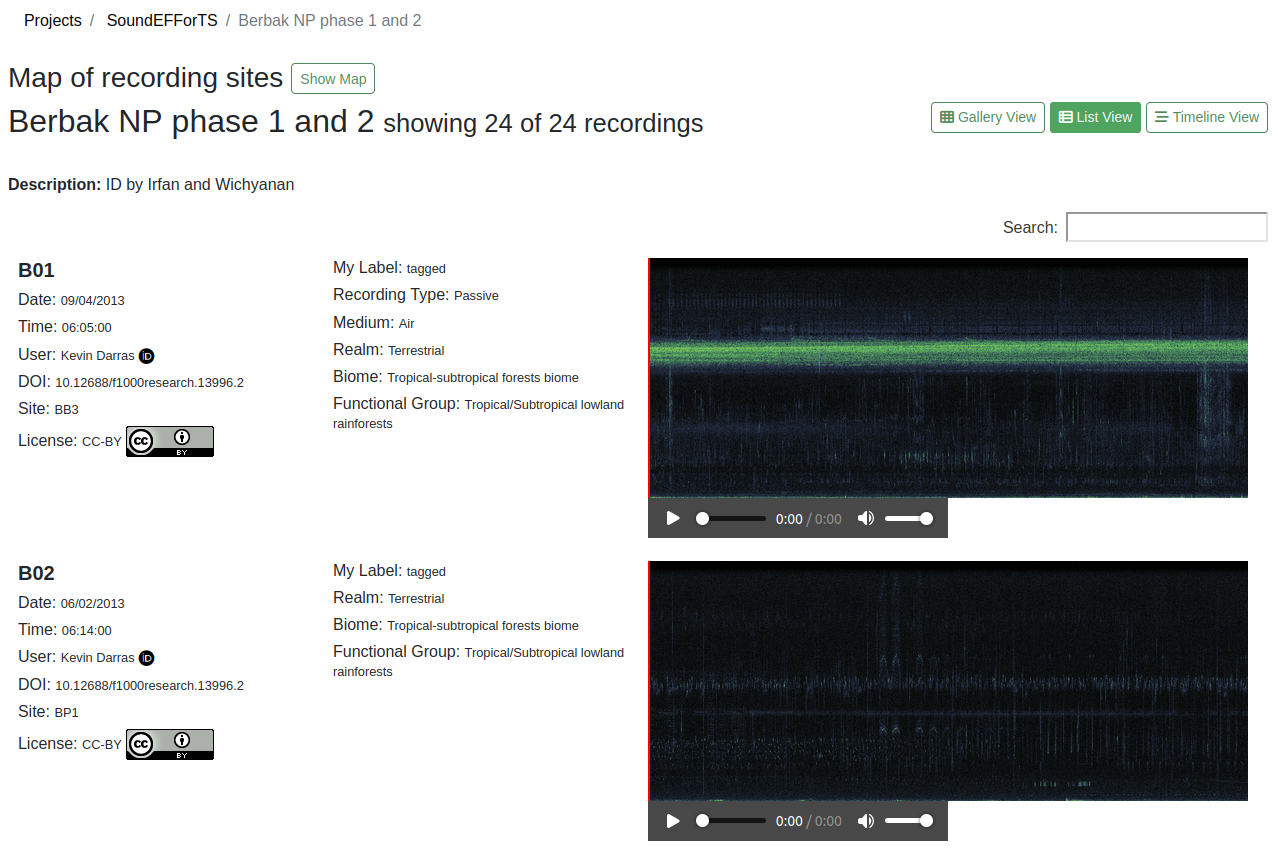 Projects / SoundEFForTS / Berbak NP phase 1 and 2
Map of recording sites Show Map
Berbak NP phase 1 and 2 showing 24 of 24 recordings
Gallery View List View Timeline View
Description: ID by Irfan and Wichyanan
Search:
B01
Date: 09/04/2013
Time: 06:05:00
User: Kevin Darras iD
DOI: 10.12688/f1000research.13996.2
Site: BB3
License: CC-BY cc BY
My Label: tagged
Recording Type: Passive
Medium: Air
Realm: Terrestrial
Biome: Tropical-subtropical forests biome
Functional Group: Tropical/Subtropical lowland
rainforests
0:00 / 0:00
B02
Date: 06/02/2013
Time: 06:14:00
User: Kevin Darras iD
DOI: 10.12688/f1000research.13996.2
Site: BP1
License: CC-BY cc BY
My Label: tagged
Realm: Terrestrial
Biome: Tropical-subtropical forests biome
Functional Group: Tropical/Subtropical lowland
rainforests
0:00 / 0:00